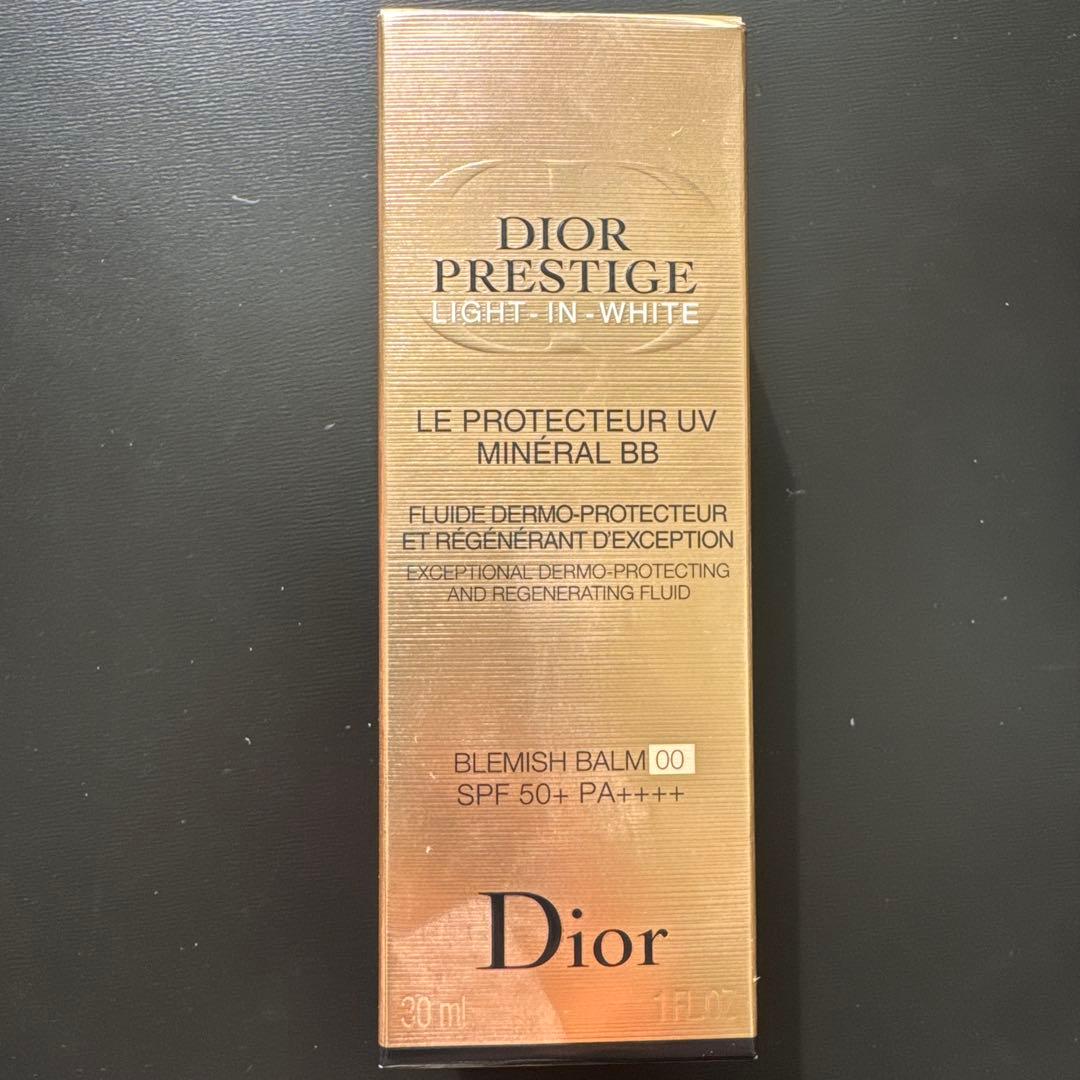 DIOR
PRESTIGE
LIGHT-IN-WHITE
LE PROTECTEUR UV
MINÉRAL BB
FLUIDE DERMO-PROTECTEUR
ET RÉGÉNÉRANT D'EXCEPTION
EXCEPTIONAL DERMO-PROTECTING
AND REGENERATING FLUID
BLEMISH BALM 00
SPF 50+ PA++++
Dior
30 ml 1 FL OZ